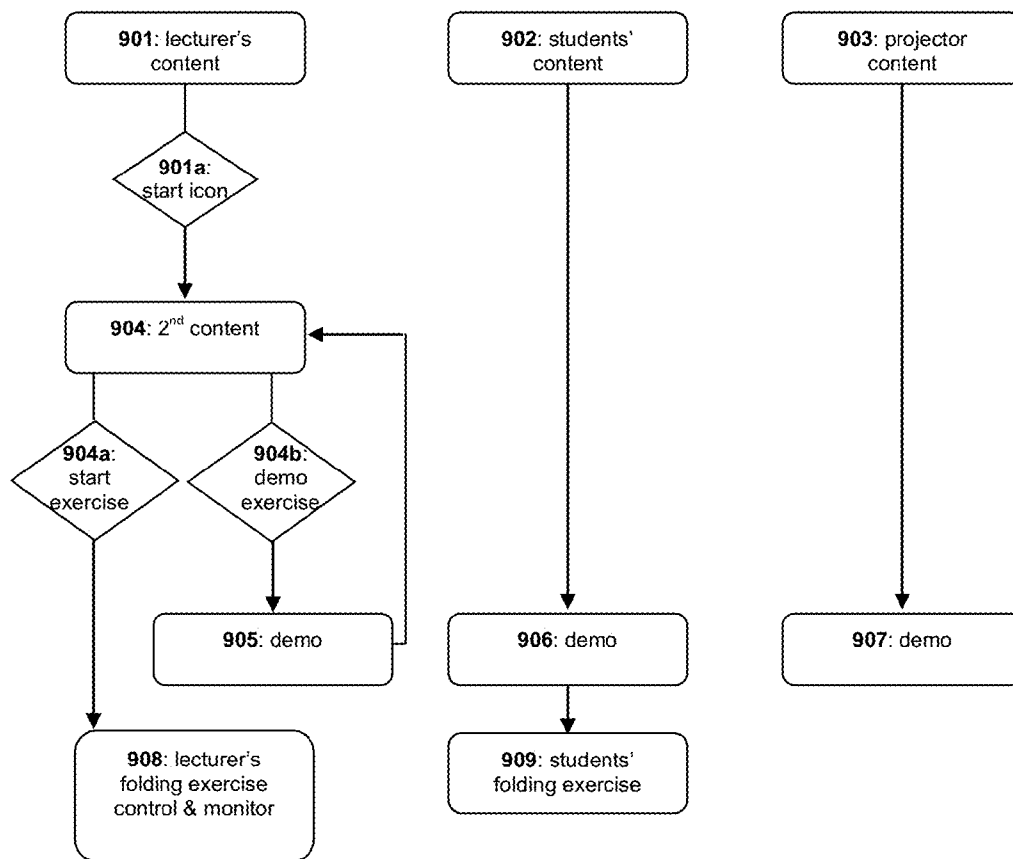 901: lecturer's
content
902: students'
content
903: projector
content
901a:
start icon
904: 2nd content
904a:
start
exercise
904b:
demo
exercise
905: demo
906: demo
907: demo
908: lecturer's
folding exercise
control & monitor
909: students'
folding exercise